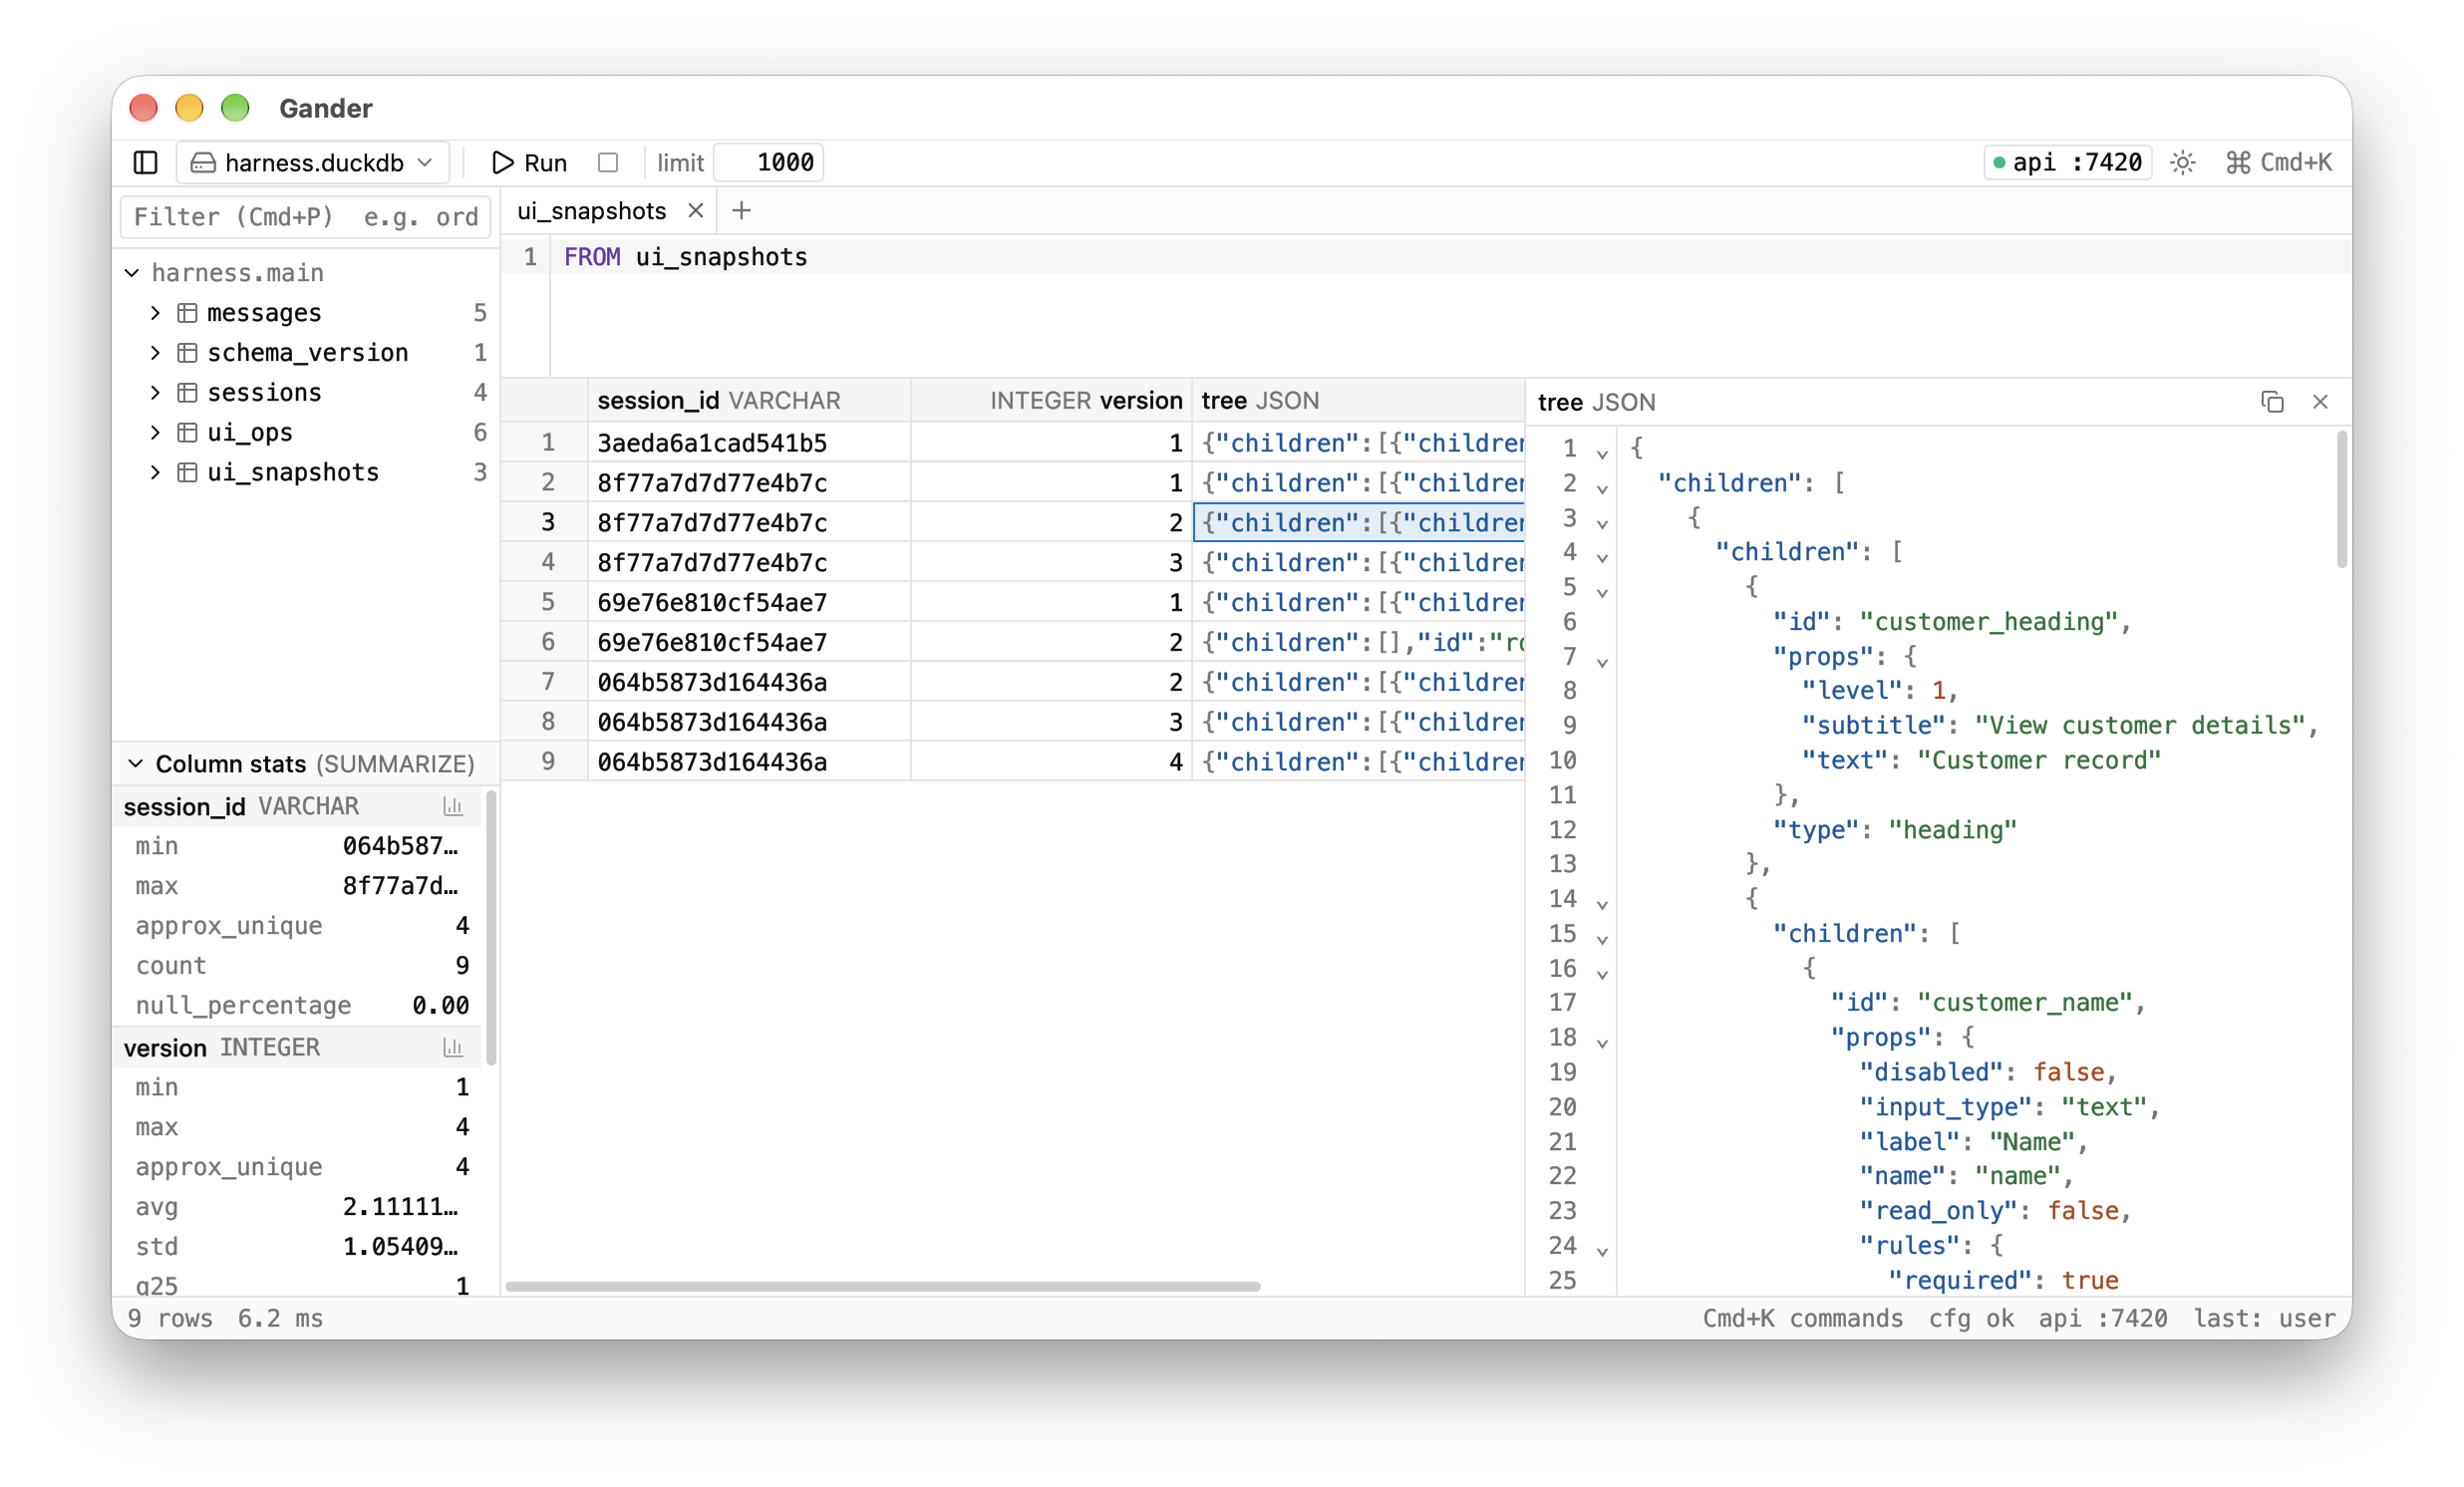 Gander
harness.duckdb Run limit 1000 api :7420 Cmd+K
Filter (Cmd+P) e.g. ord
harness.main
messages 5
schema_version 1
sessions 4
ui_ops 6
ui_snapshots 3
Column stats (SUMMARIZE)
session_id VARCHAR
min 064b587…
max 8f77a7d…
approx_unique 4
count 9
null_percentage 0.00
version INTEGER
min 1
max 4
approx_unique 4
avg 2.11111…
std 1.05409…
q25 1
ui_snapshots
1 FROM ui_snapshots
session_id VARCHAR INTEGER version tree JSON
1 3aeda6a1cad541b5 1 {"children":[{"children
2 8f77a7d7d77e4b7c 1 {"children":[{"children
3 8f77a7d7d77e4b7c 2 {"children":[{"children
4 8f77a7d7d77e4b7c 3 {"children":[{"children
5 69e76e810cf54ae7 1 {"children":[{"children
6 69e76e810cf54ae7 2 {"children":[],"id":"ro
7 064b5873d164436a 2 {"children":[{"children
8 064b5873d164436a 3 {"children":[{"children
9 064b5873d164436a 4 {"children":[{"children
tree JSON
1 {
2 "children": [
3 {
4 "children": [
5 {
6 "id": "customer_heading",
7 "props": {
8 "level": 1,
9 "subtitle": "View customer details",
10 "text": "Customer record"
11 },
12 "type": "heading"
13 },
14 {
15 "children": [
16 {
17 "id": "customer_name",
18 "props": {
19 "disabled": false,
20 "input_type": "text",
21 "label": "Name",
22 "name": "name",
23 "read_only": false,
24 "rules": {
25 "required": true
9 rows 6.2 ms Cmd+K commands cfg ok api :7420 last: user